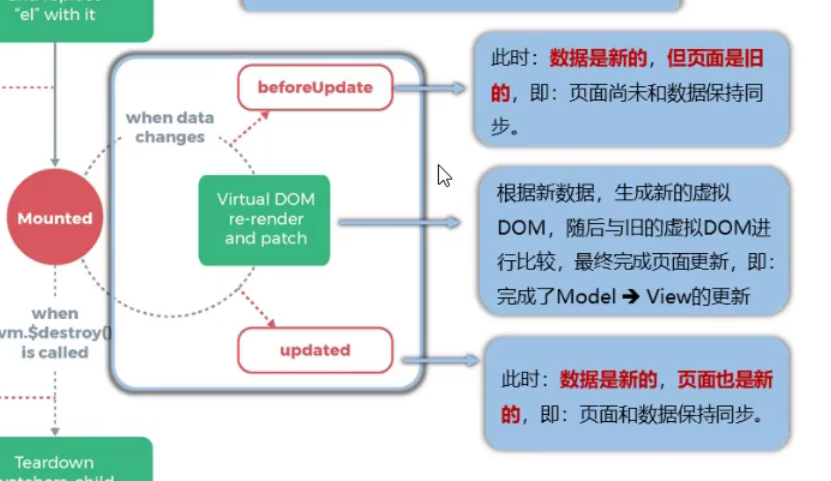 "el" with it
beforeUpdate
when data
changes
Virtual DOM
re-render
and patch
Mounted
when
vm.$destroy()
is called
updated
Teardown
此时：数据是新的，但页面是旧
的，即：页面尚未和数据保持同
步。
根据新数据，生成新的虚拟
DOM，随后与旧的虚拟DOM进
行比较，最终完成页面更新，即：
完成了Model ➔ View的更新
此时：数据是新的，页面也是新
的，即：页面和数据保持同步。